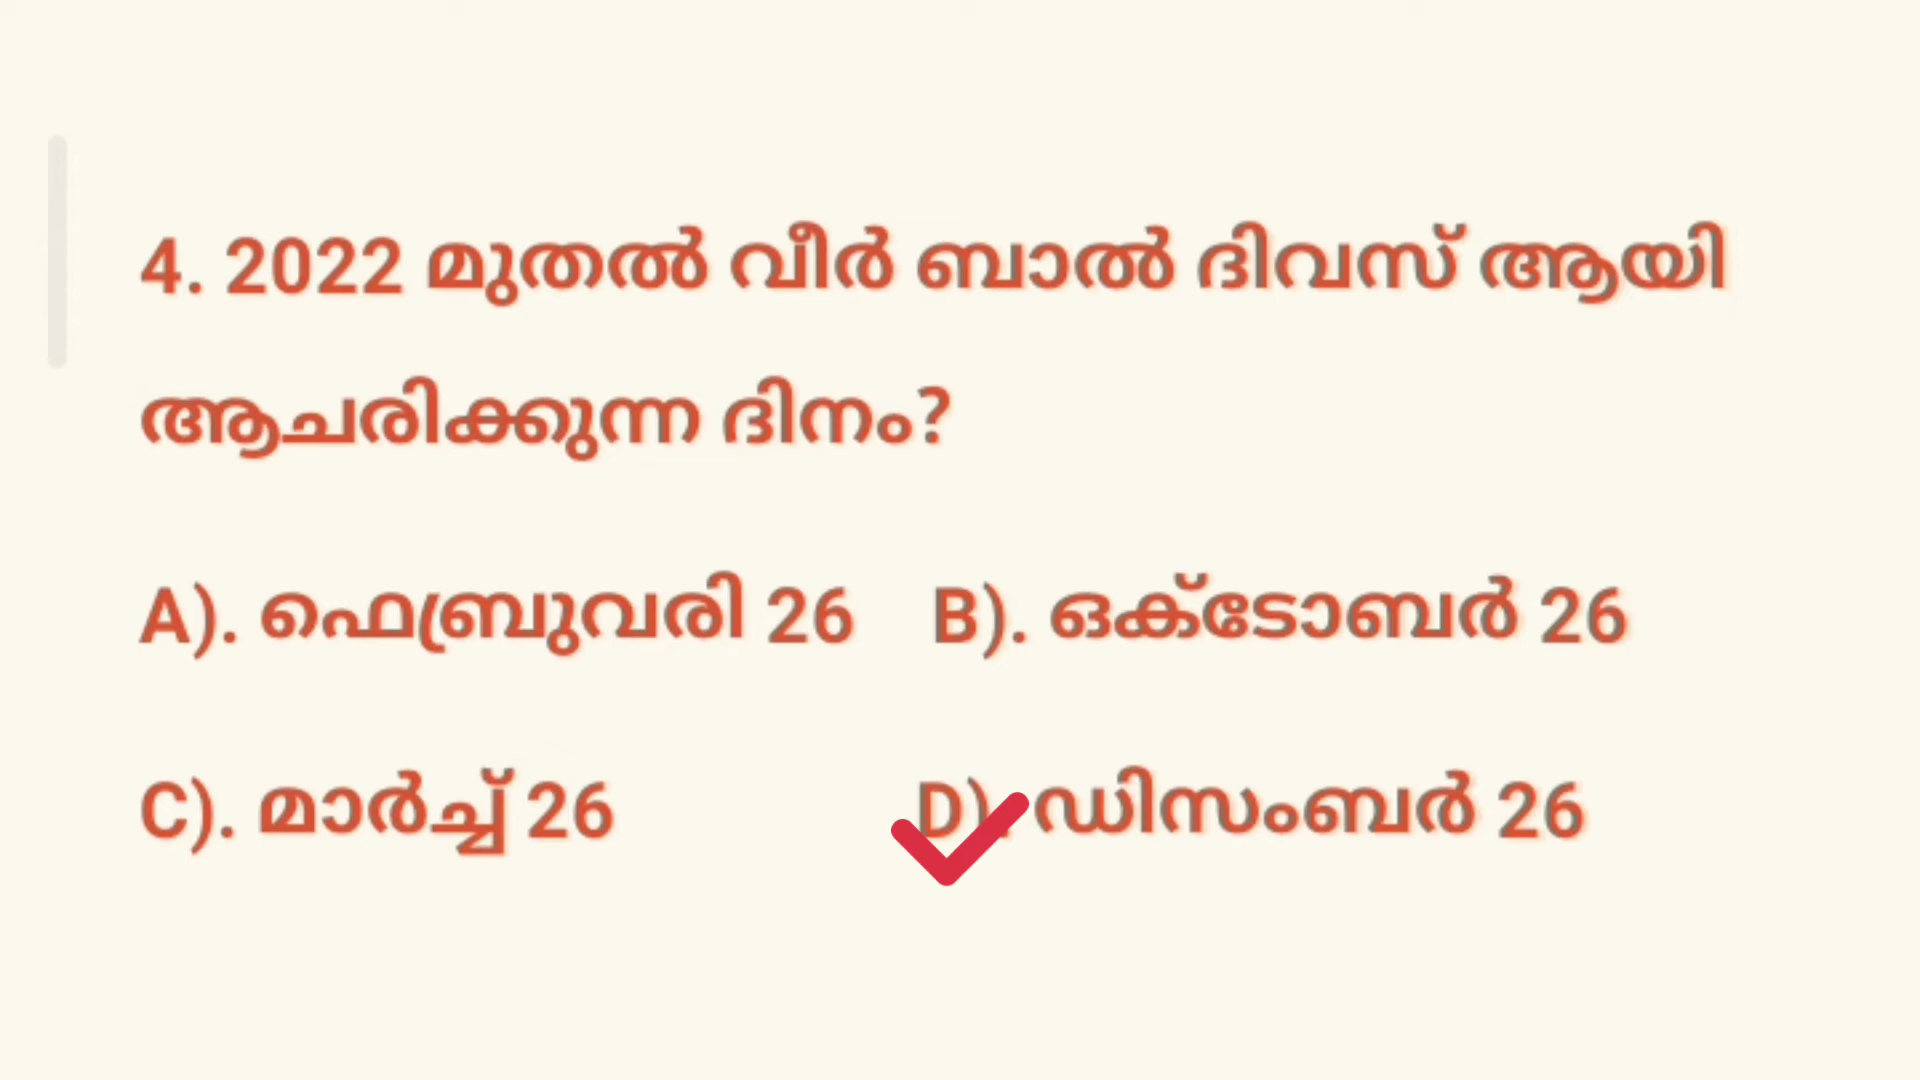 4. 2022 മുതൽ വീർ ബാൽ ദിവസ് ആയി
ആചരിക്കുന്ന ദിനം?
A). ഫെബ്രുവരി 26 B). ഒക്ടോബർ 26
C). മാർച്ച് 26 D). ഡിസംബർ 26